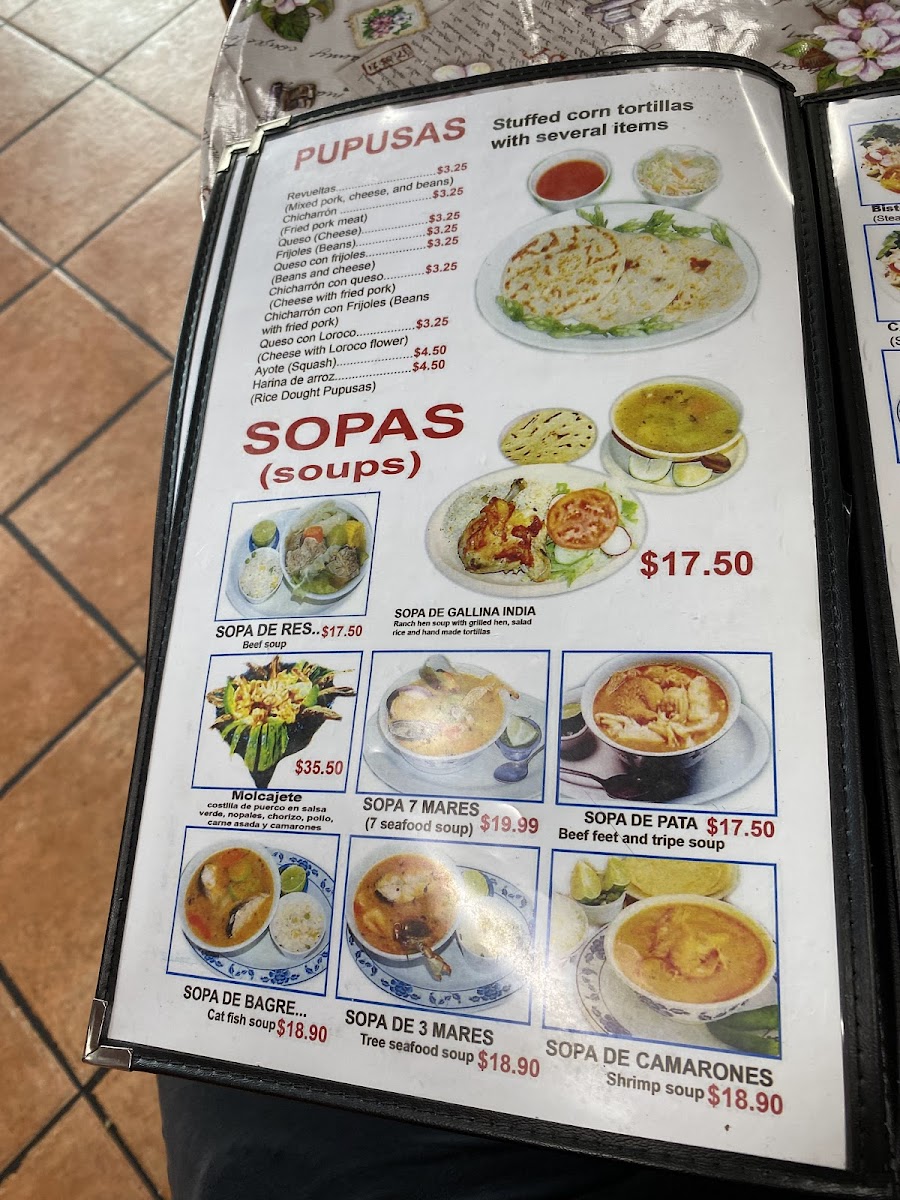 PUPUSAS
Stuffed corn tortillas
with several items
Revueltas............................$3.25
(Mixed pork, cheese, and beans)
Chicharrón ..........................$3.25
(Fried pork meat)
Queso (Cheese)....................$3.25
Frijoles (Beans).....................$3.25
Queso con frijoles..................$3.25
(Beans and cheese)
Chicharrón con queso............$3.25
(Cheese with fried pork)
Chicharrón con Frijoles (Beans
with fried pork)
Queso con Loroco.................$3.25
(Cheese with Loroco flower)
Ayote (Squash)......................$4.50
Harina de arroz......................$4.50
(Rice Dought Pupusas)
SOPAS
(soups)
$17.50
SOPA DE GALLINA INDIA
Ranch hen soup with grilled hen, salad
rice and hand made tortillas
SOPA DE RES..$17.50
Beef soup
$35.50
Molcajete
costilla de puerco en salsa
verde, nopales, chorizo, pollo,
carne asada y camarones
SOPA 7 MARES
(7 seafood soup) $19.99
SOPA DE PATA $17.50
Beef feet and tripe soup
SOPA DE BAGRE...
Cat fish soup $18.90
SOPA DE 3 MARES
Tree seafood soup $18.90
SOPA DE CAMARONES
Shrimp soup $18.90
Bist
(Stea
C
(S